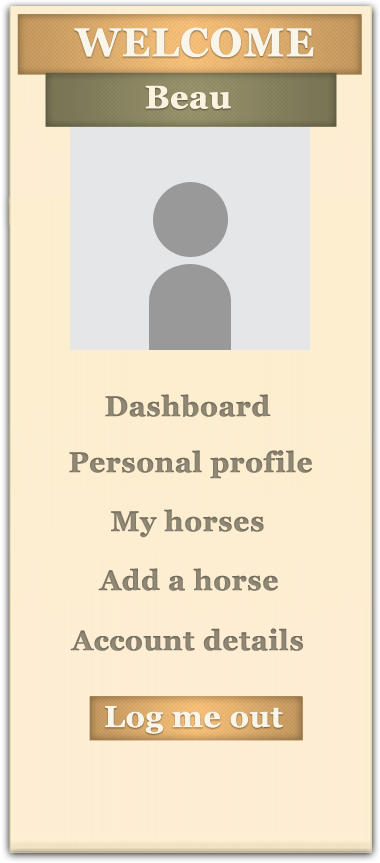 WELCOME
Beau
Dashboard
Personal profile
My horses
Add a horse
Account details
Log me out